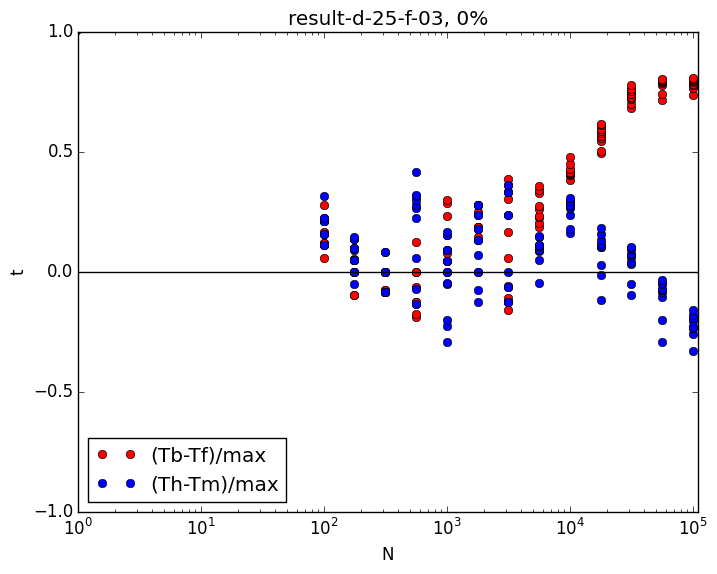 result-d-25-f-03, 0%
1.0
0.5
0.0
−0.5
−1.0
t
(Tb-Tf)/max
(Th-Tm)/max
10^0 10^1 10^2 10^3 10^4 10^5
N